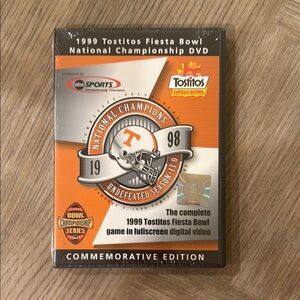 1999 Tostitos Fiesta Bowl
National Championship DVD
presented by
abc SPORTS
Championship Television
TOSTITOS
FIESTA BOWL
NATIONAL CHAMPIONS
T
19
98
UNDEFEATED SEASON 13-0
BOWL
CHAMPIONSHIP
SERIES
The complete
1999 Tostitos Fiesta Bowl
game in fullscreen digital video
COMMEMORATIVE EDITION